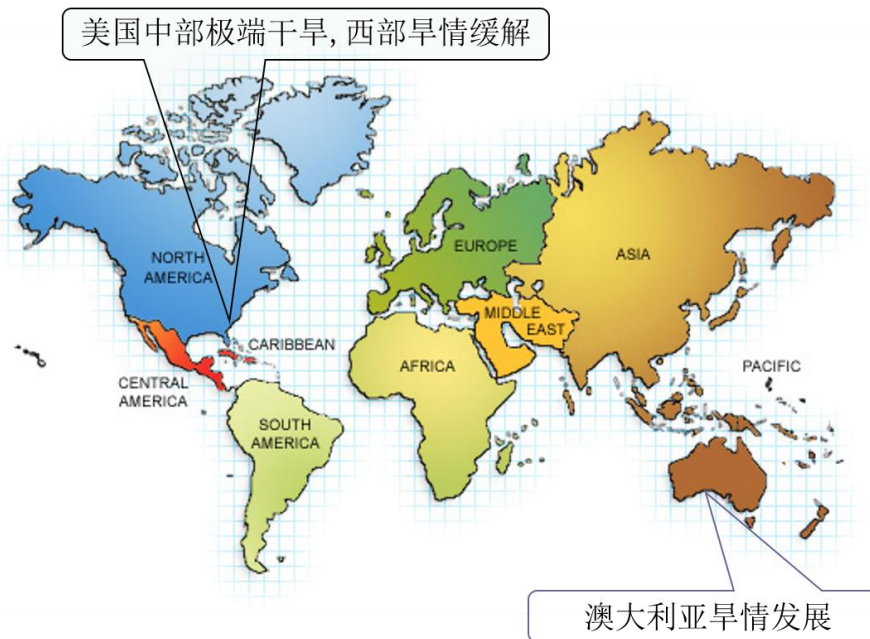 美国中部极端干旱, 西部旱情缓解
NORTH
AMERICA
EUROPE
ASIA
MIDDLE
EAST
CARIBBEAN
AFRICA
PACIFIC
CENTRAL
AMERICA
SOUTH
AMERICA
澳大利亚旱情发展